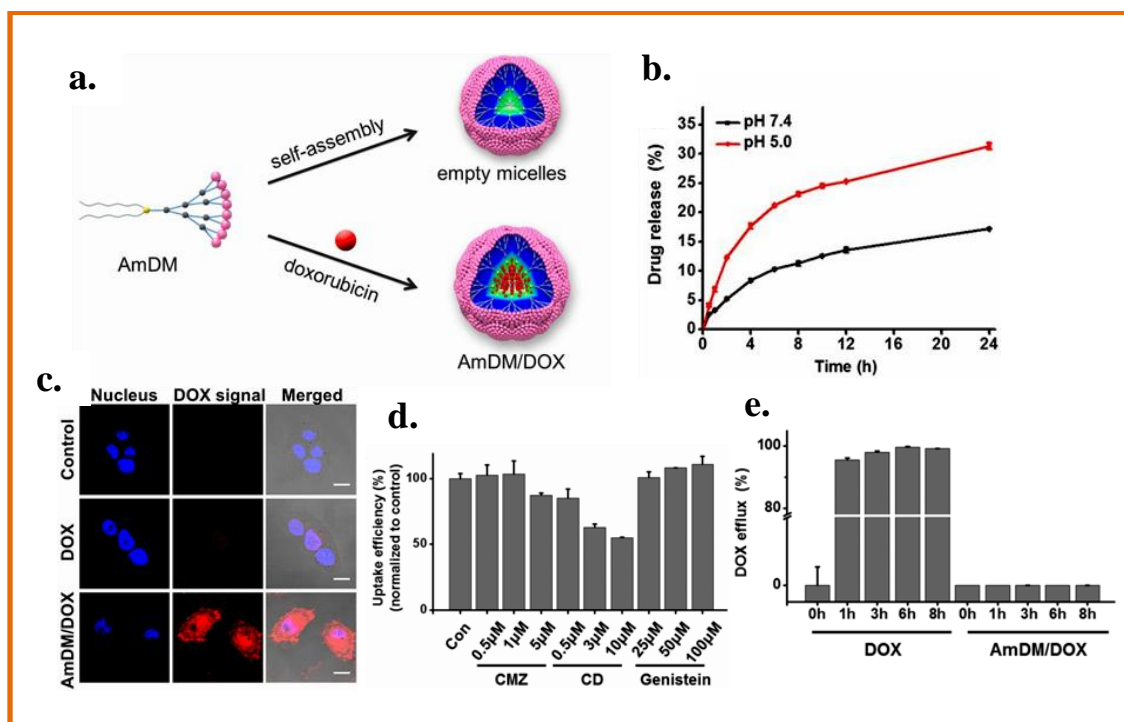 a.
self-assembly
empty micelles
AmDM
doxorubicin
AmDM/DOX
b.
Drug release (%)
35
30
25
20
15
10
5
0
pH 7.4
pH 5.0
0 4 8 12 16 20 24
Time (h)
c.
Nucleus DOX signal Merged
Control
DOX
AmDM/DOX
d.
Uptake efficiency (%)
(normalized to control)
100
50
0
Con 0.5μM 1μM 5μM 0.5μM 3μM 10μM 25μM 50μM 100μM
CMZ CD Genistein
e.
DOX efflux (%)
100
80
0
0h 1h 3h 6h 8h 0h 1h 3h 6h 8h
DOX AmDM/DOX